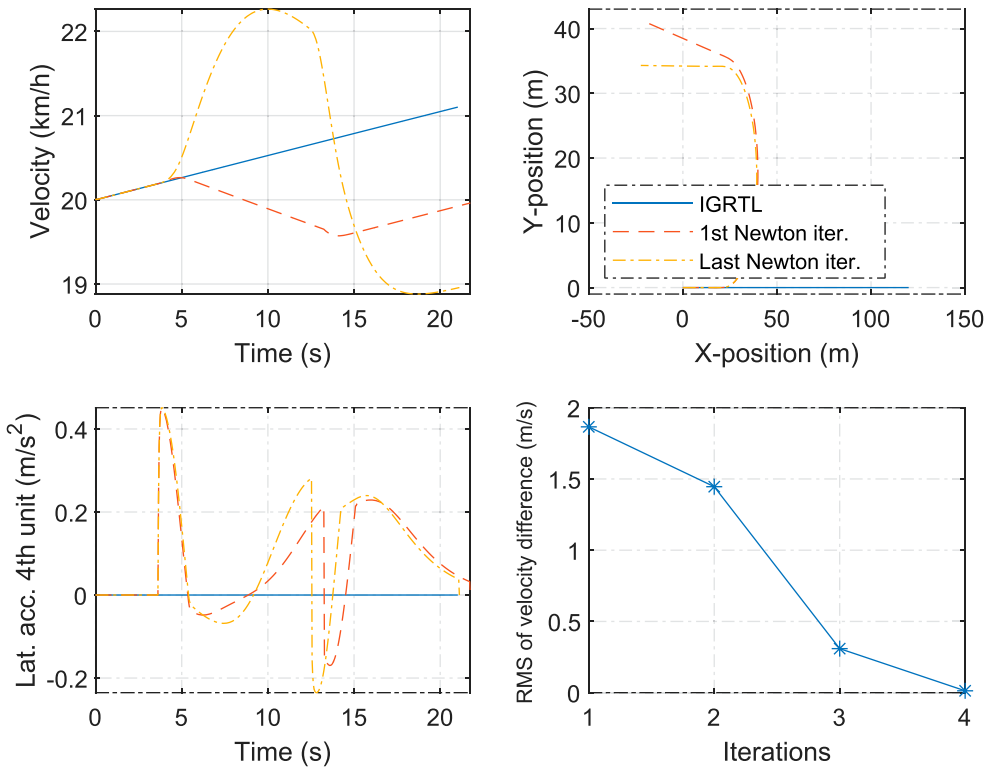 Velocity (km/h)
22
21
20
19
0 5 10 15 20
Time (s)
Y-position (m)
40
30
20
10
0
IGRTL
1st Newton iter.
Last Newton iter.
-50 0 50 100 150
X-position (m)
Lat. acc. 4th unit (m/s²)
0.4
0.2
0
-0.2
0 5 10 15 20
Time (s)
RMS of velocity difference (m/s)
2
1.5
1
0.5
0
1 2 3 4
Iterations